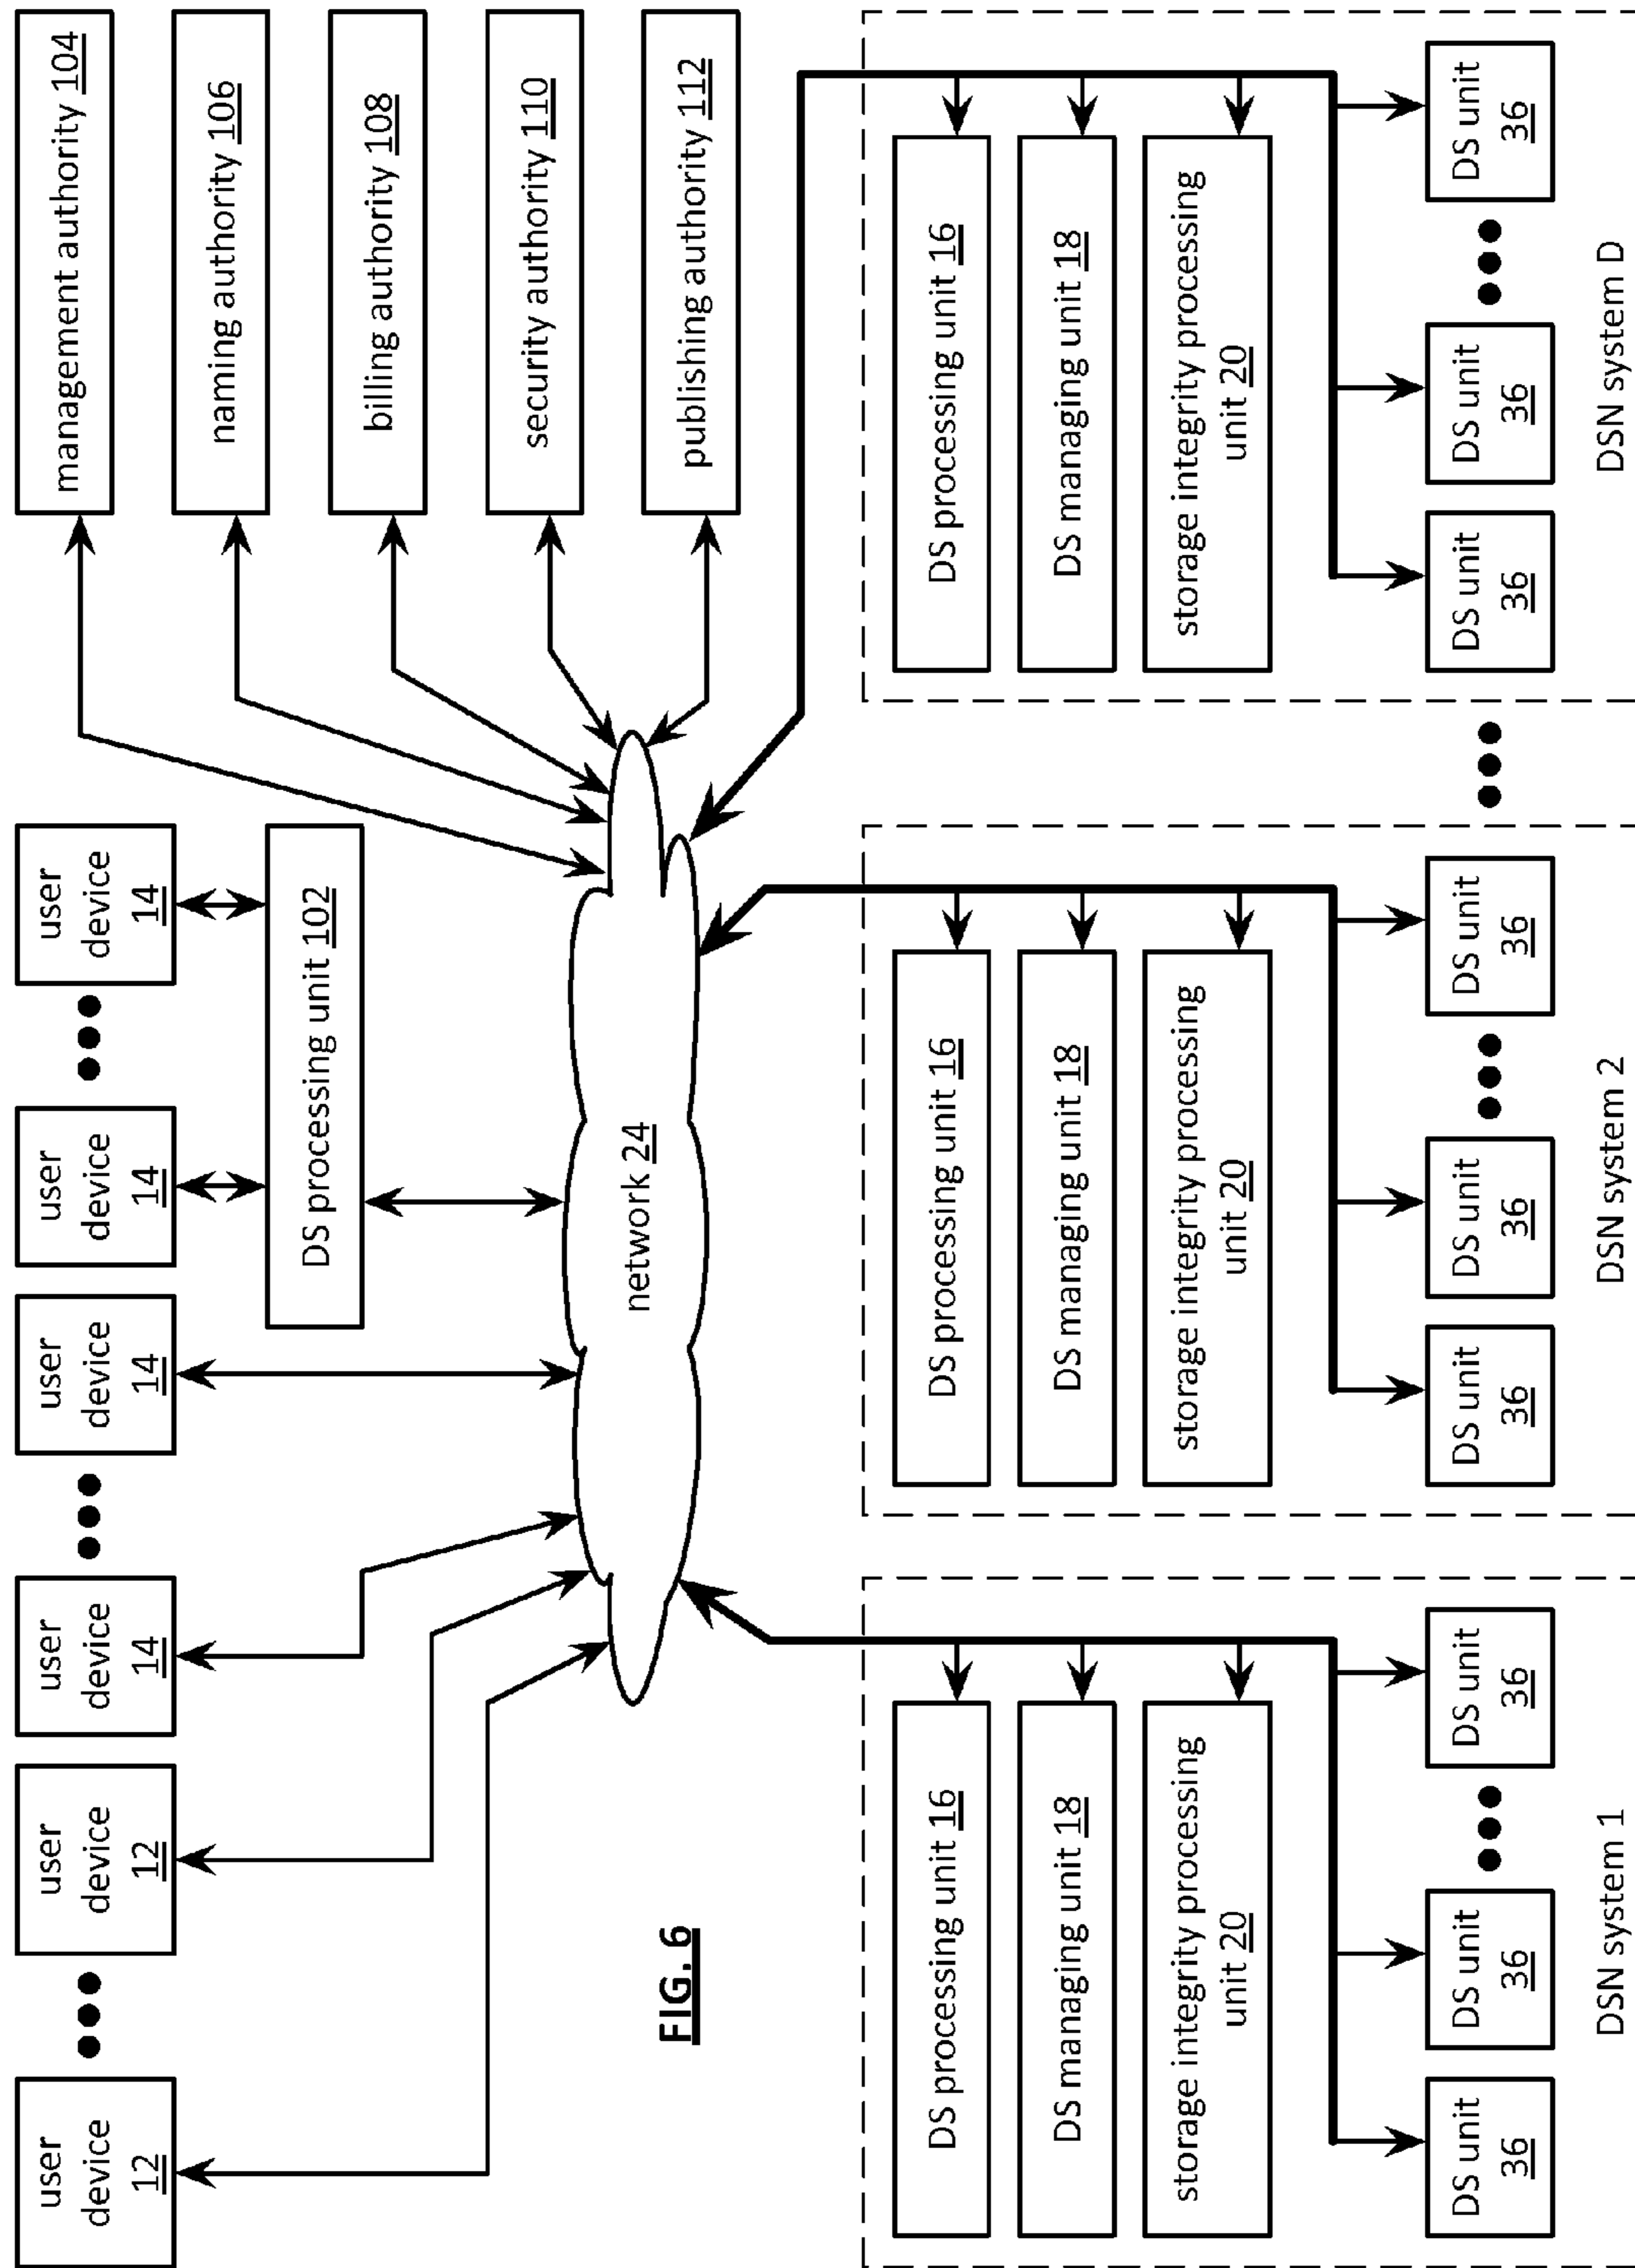 user
device
12
user
device
12
user
device
14
user
device
14
user
device
14
user
device
14
DS processing unit 102
management authority 104
naming authority 106
billing authority 108
security authority 110
publishing authority 112
network 24
FIG. 6
DS processing unit 16
DS managing unit 18
storage integrity processing
unit 20
DS unit
36
DS unit
36
DS unit
36
DSN system 1
DS processing unit 16
DS managing unit 18
storage integrity processing
unit 20
DS unit
36
DS unit
36
DS unit
36
DSN system 2
DS processing unit 16
DS managing unit 18
storage integrity processing
unit 20
DS unit
36
DS unit
36
DS unit
36
DSN system D